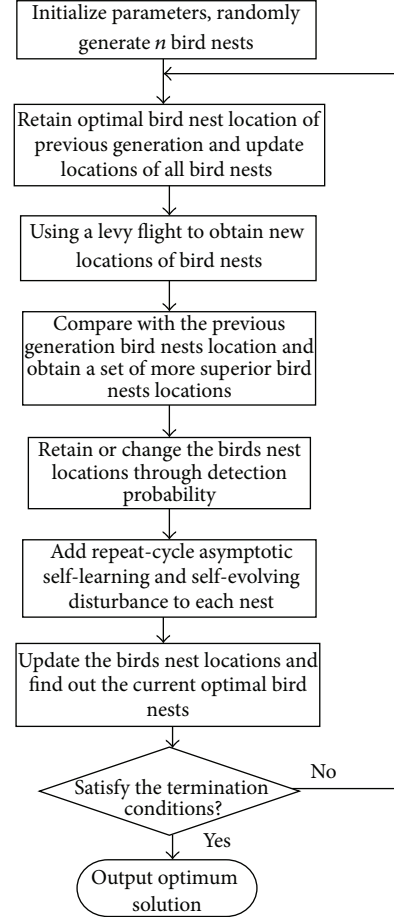 Initialize parameters, randomly
generate n bird nests
Retain optimal bird nest location of
previous generation and update
locations of all bird nests
Using a levy flight to obtain new
locations of bird nests
Compare with the previous
generation bird nests location and
obtain a set of more superior bird
nests locations
Retain or change the birds nest
locations through detection
probability
Add repeat-cycle asymptotic
self-learning and self-evolving
disturbance to each nest
Update the birds nest locations and
find out the current optimal bird
nests
Satisfy the termination
conditions?
No
Yes
Output optimum
solution